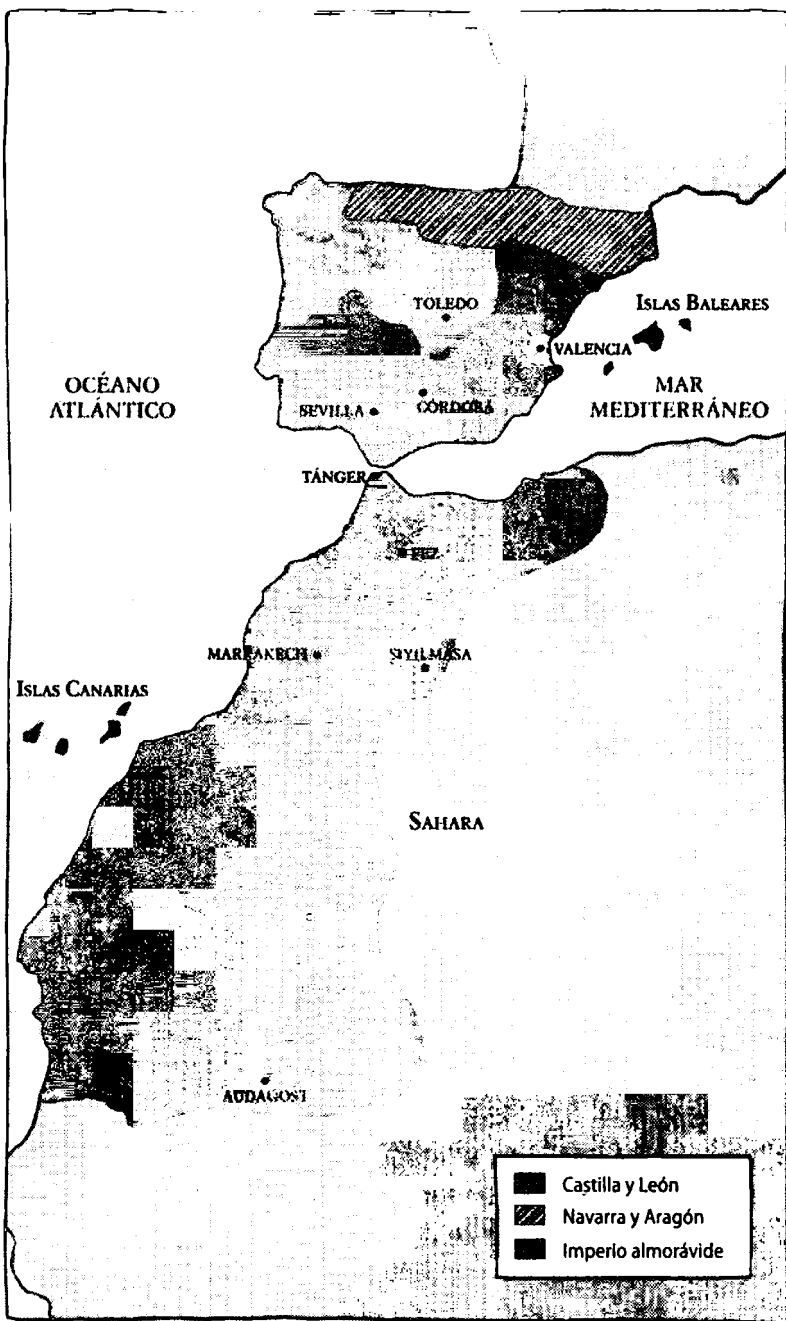 TOLEDO
ISLAS BALEARES
VALENCIA
OCÉANO
ATLÁNTICO
MAR
MEDITERRÁNEO
SEVILLA
CÓRDOBA
TÁNGER
FEZ
MARRAKECH
SIYILMASA
ISLAS CANARIAS
SAHARA
AUDAGOST
Castilla y León
Navarra y Aragón
Imperio almorávide